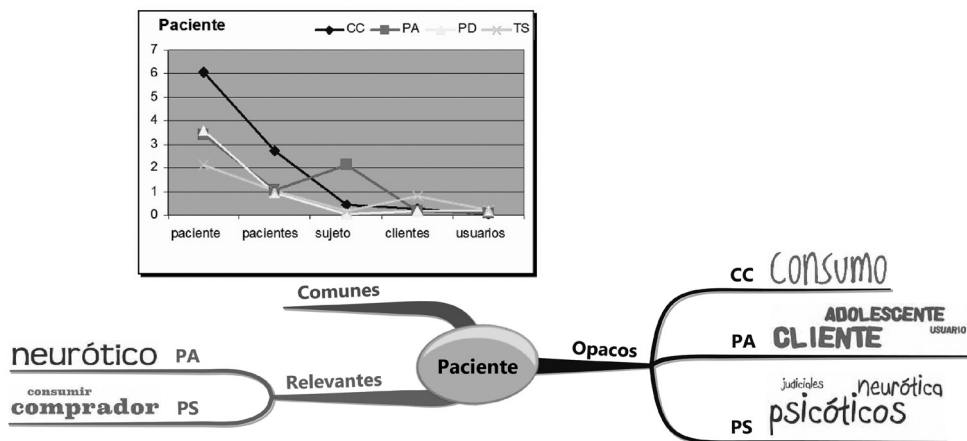 Paciente
CC PA PD TS
7
6
5
4
3
2
1
0
paciente pacientes sujeto clientes usuarios
Comunes
Paciente
Relevantes
neurótico PA
consumir
comprador PS
Opacos
CC consumo
ADOLESCENTE
PA CLIENTE USUARIO
judiciales neurótica
PS psicóticos